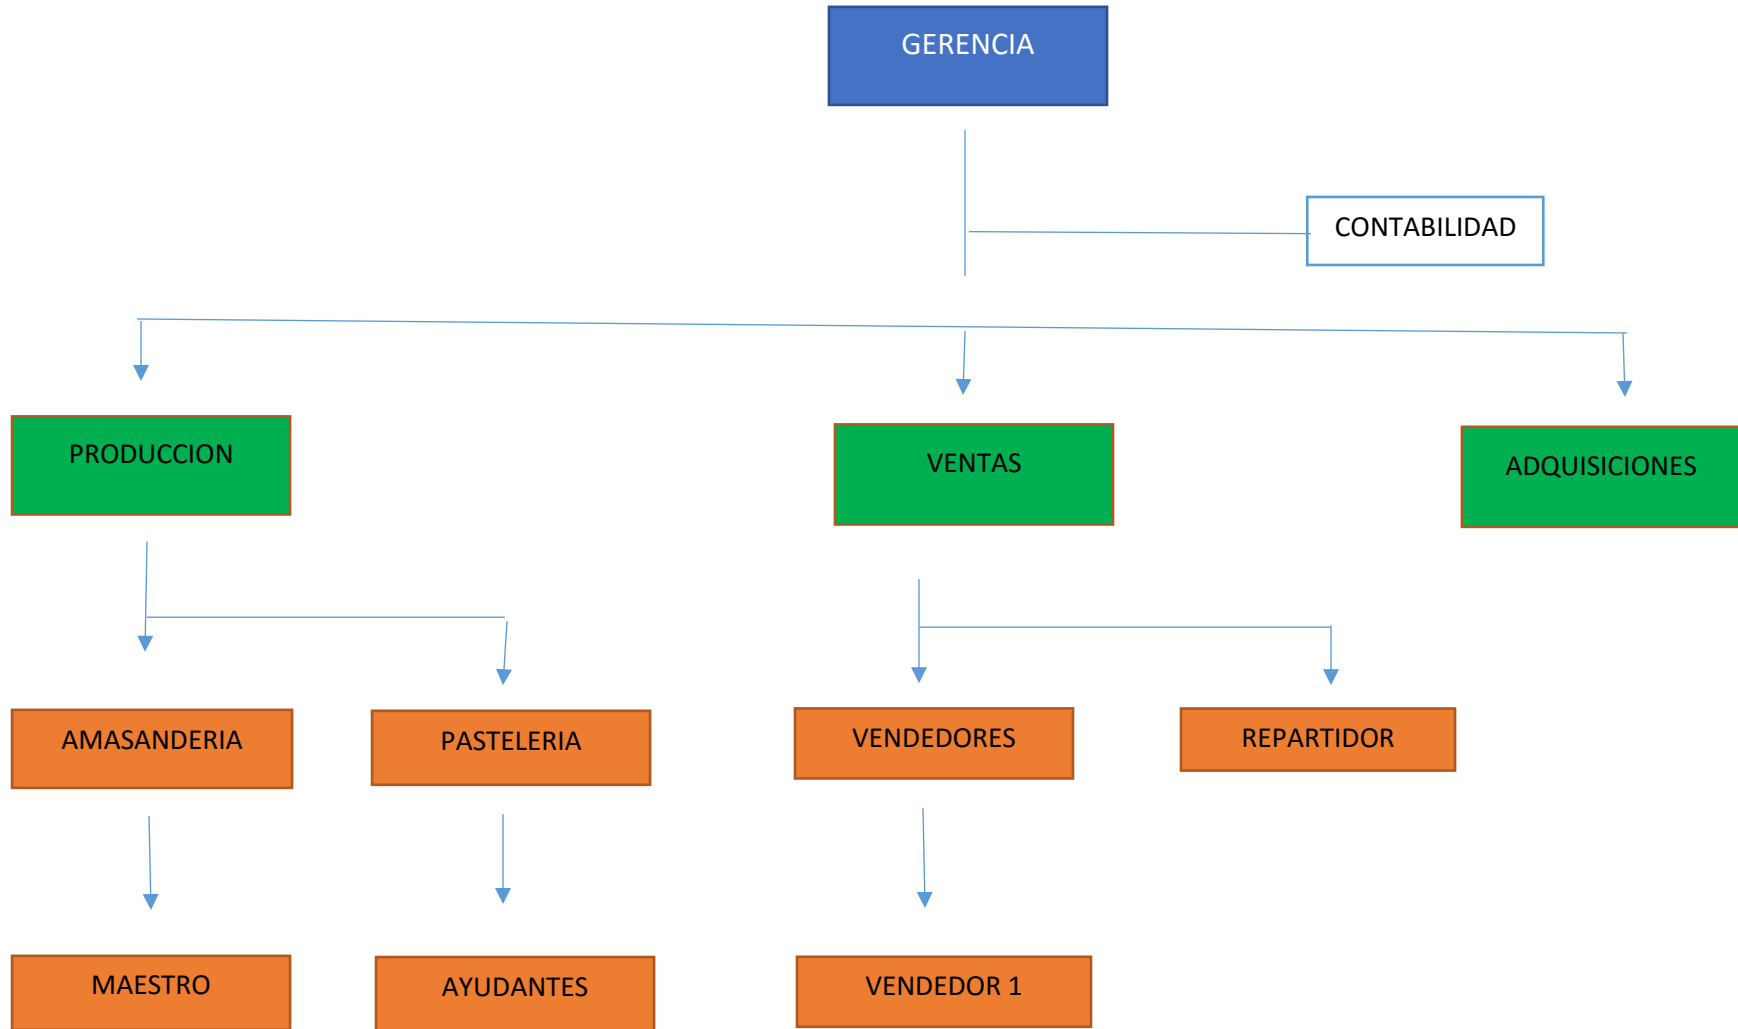 GERENCIA
CONTABILIDAD
PRODUCCION
VENTAS
ADQUISICIONES
AMASANDERIA
PASTELERIA
VENDEDORES
REPARTIDOR
MAESTRO
AYUDANTES
VENDEDOR 1